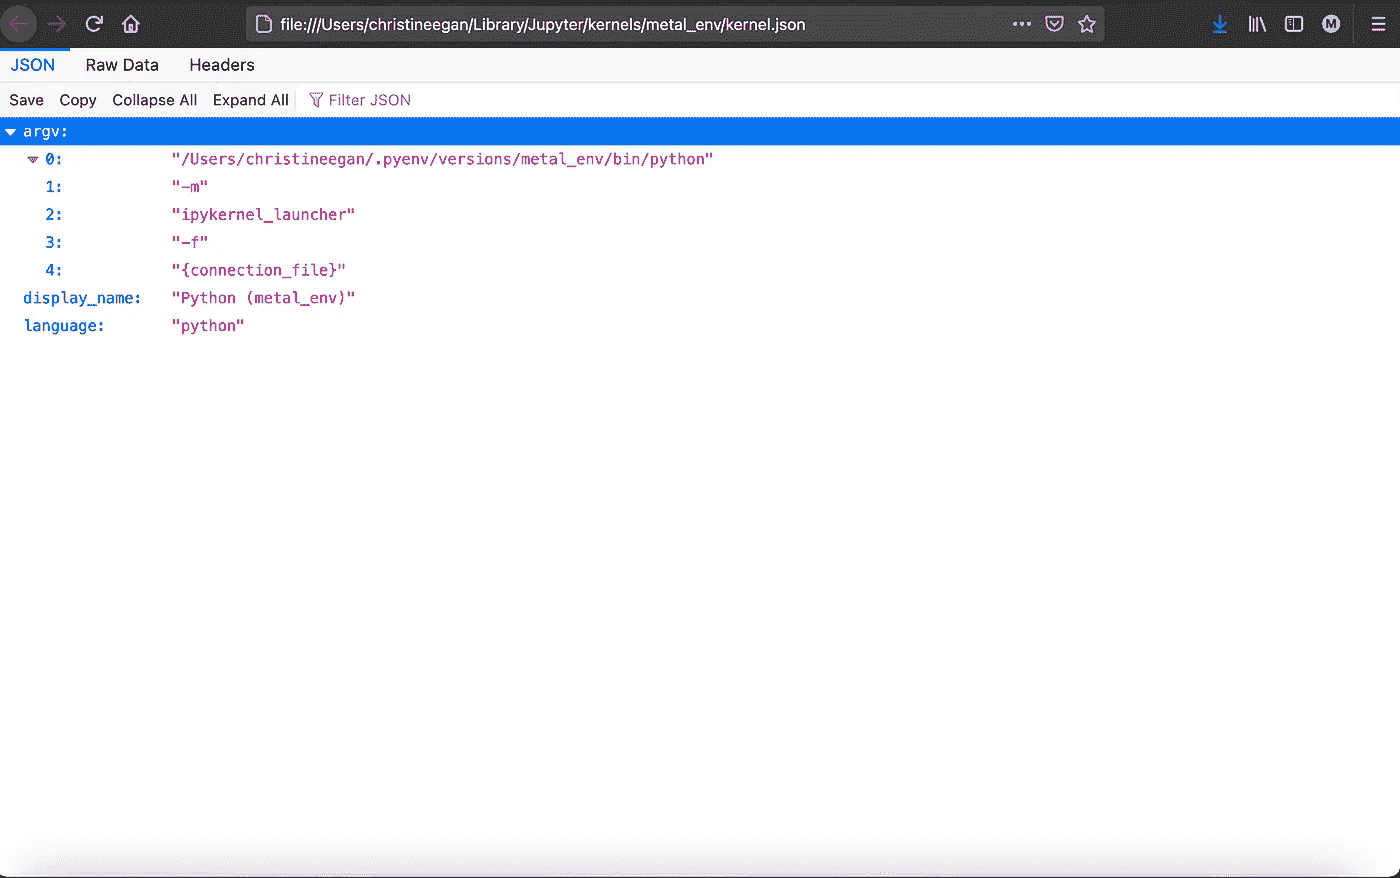 file:///Users/christineegan/Library/Jupyter/kernels/metal_env/kernel.json
M
JSON Raw Data Headers
Save Copy Collapse All Expand All Filter JSON
argv:
0: "/Users/christineegan/.pyenv/versions/metal_env/bin/python"
1: "-m"
2: "ipykernel_launcher"
3: "-f"
4: "{connection_file}"
display_name: "Python (metal_env)"
language: "python"